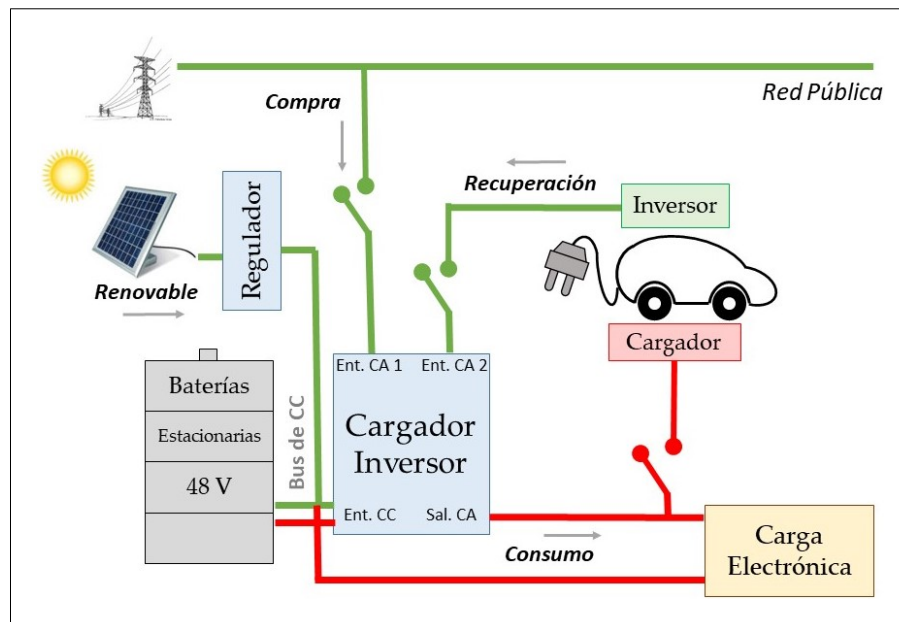 Red Pública
Compra
Recuperación
Inversor
Regulador
Renovable
Cargador
Ent. CA 1
Ent. CA 2
Baterías
Estacionarias
48 V
Bus de CC
Cargador
Inversor
Ent. CC
Sal. CA
Consumo
Carga
Electrónica